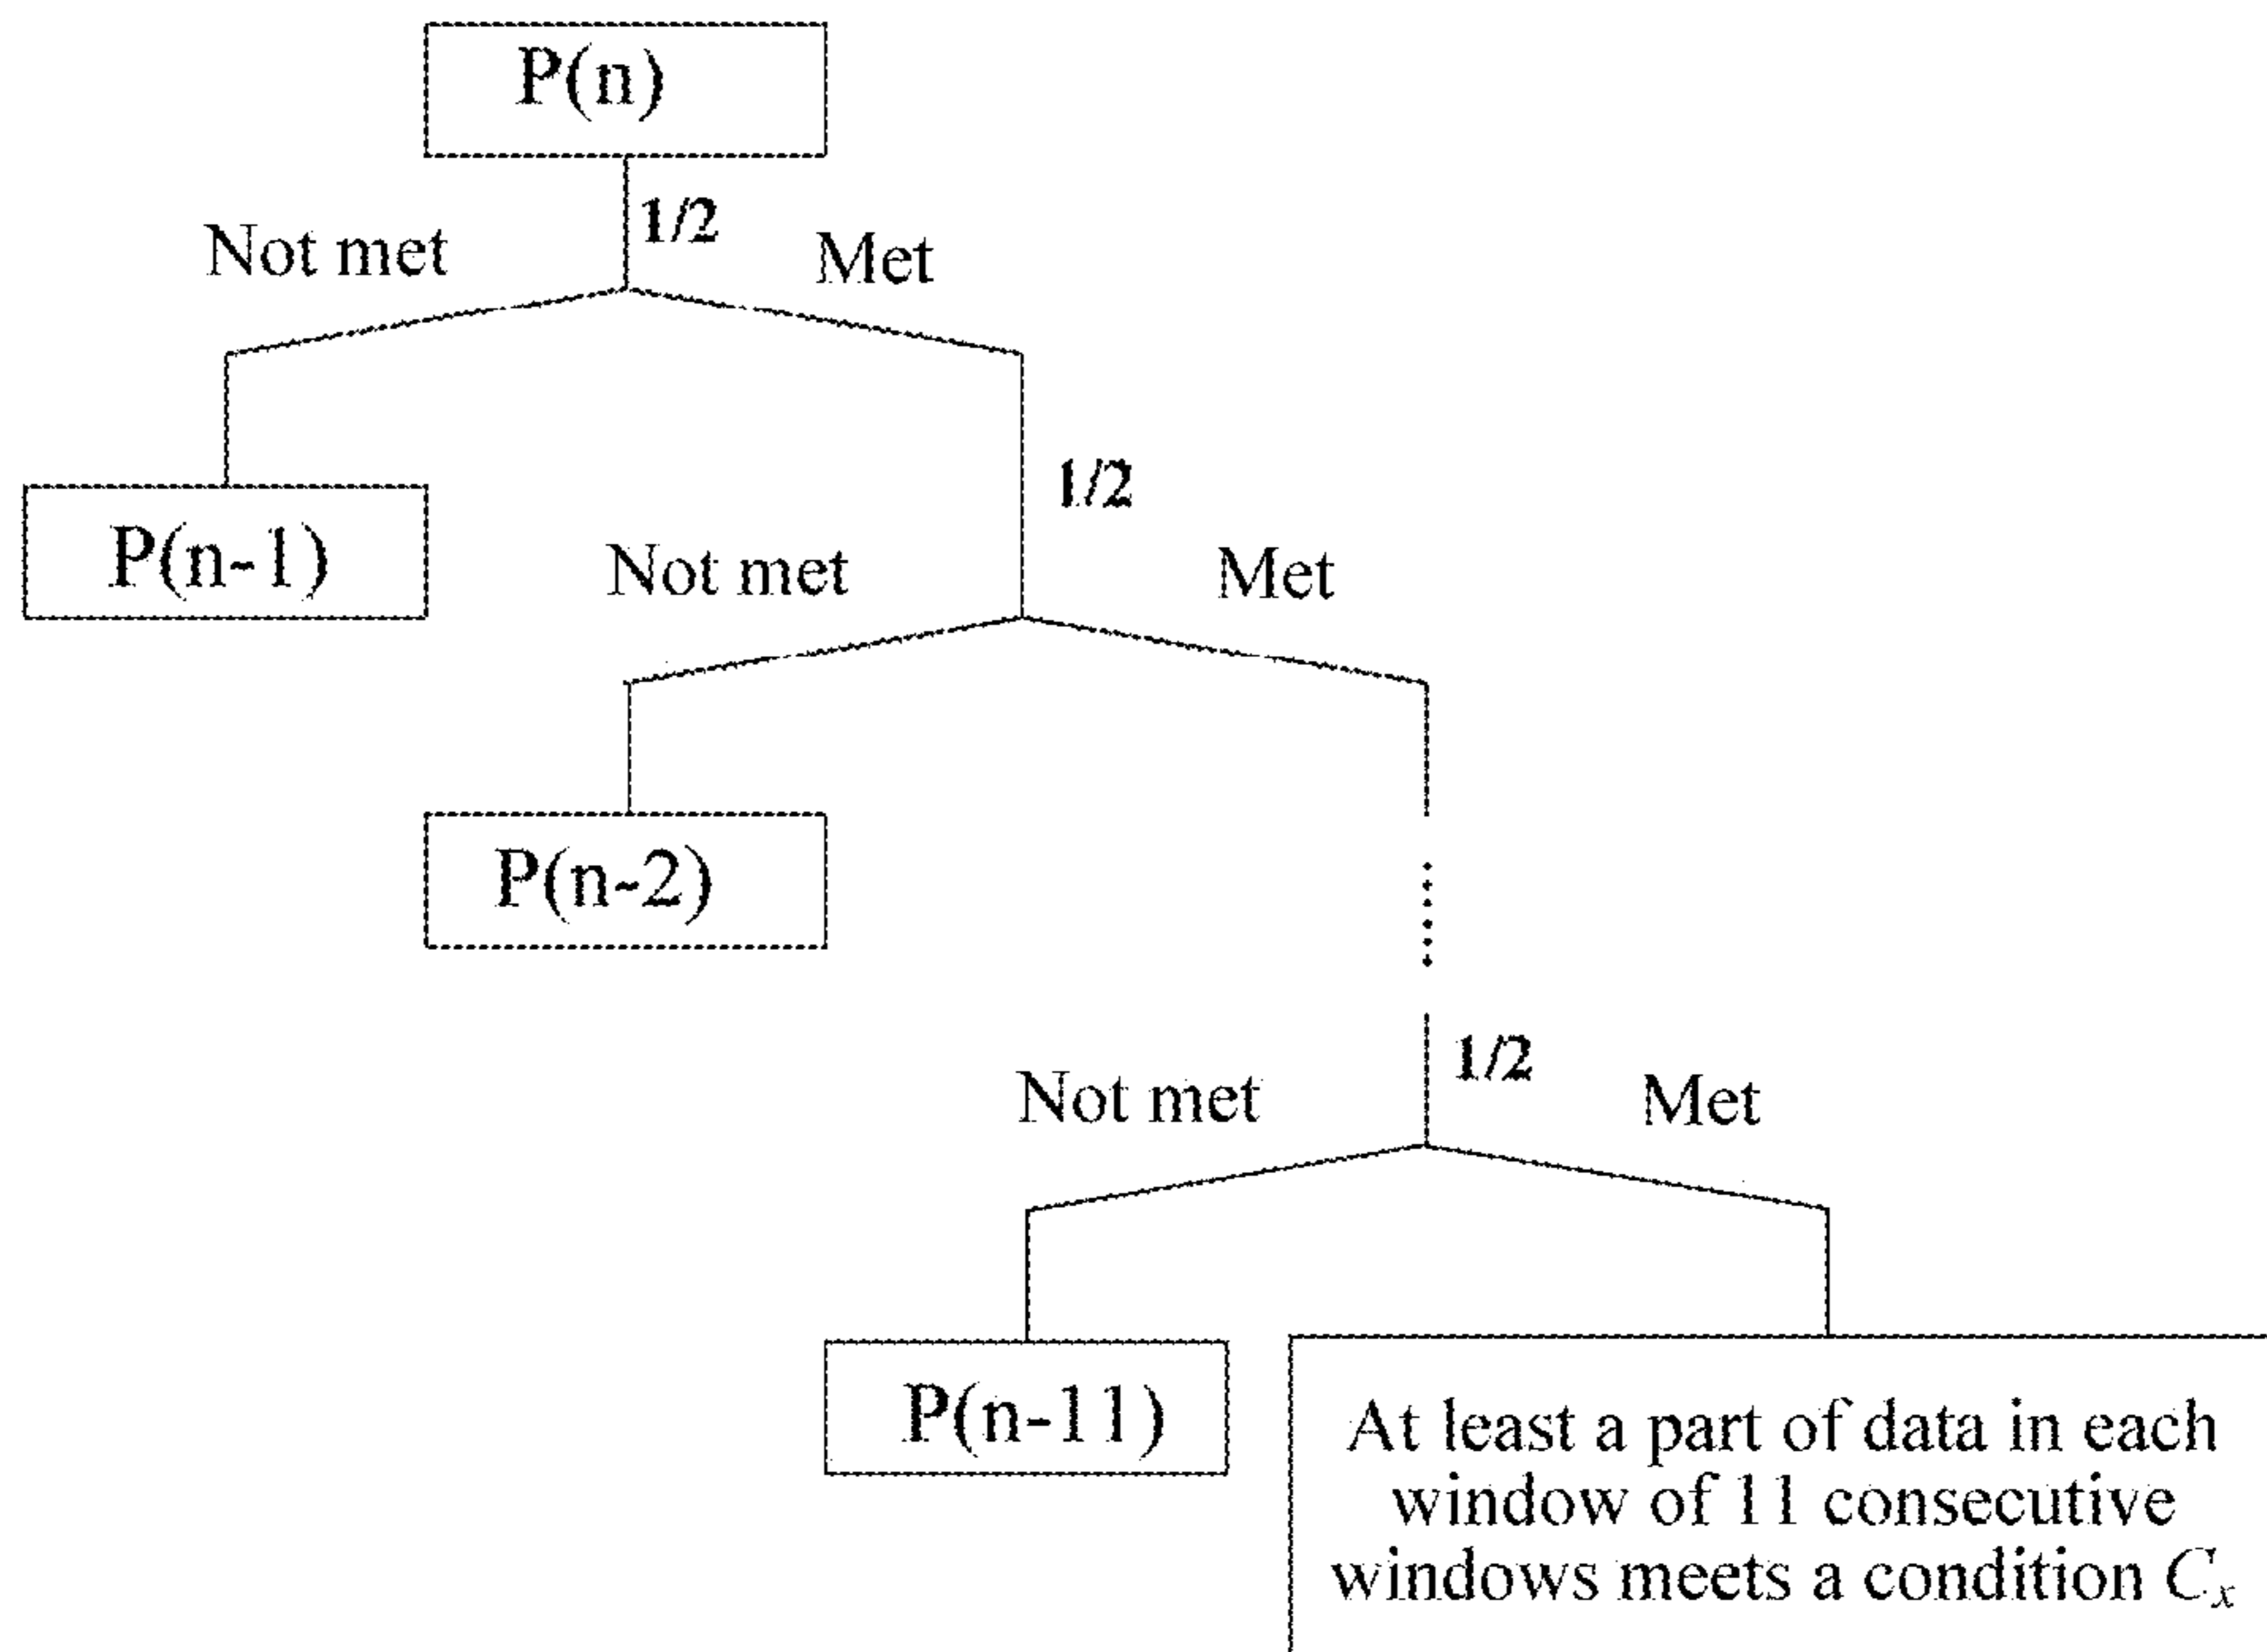 P(n)
1/2
Not met
Met
1/2
P(n-1)
Not met
Met
P(n-2)
1/2
Not met
Met
P(n-11)
At least a part of data in each
window of 11 consecutive
windows meets a condition Cₓ